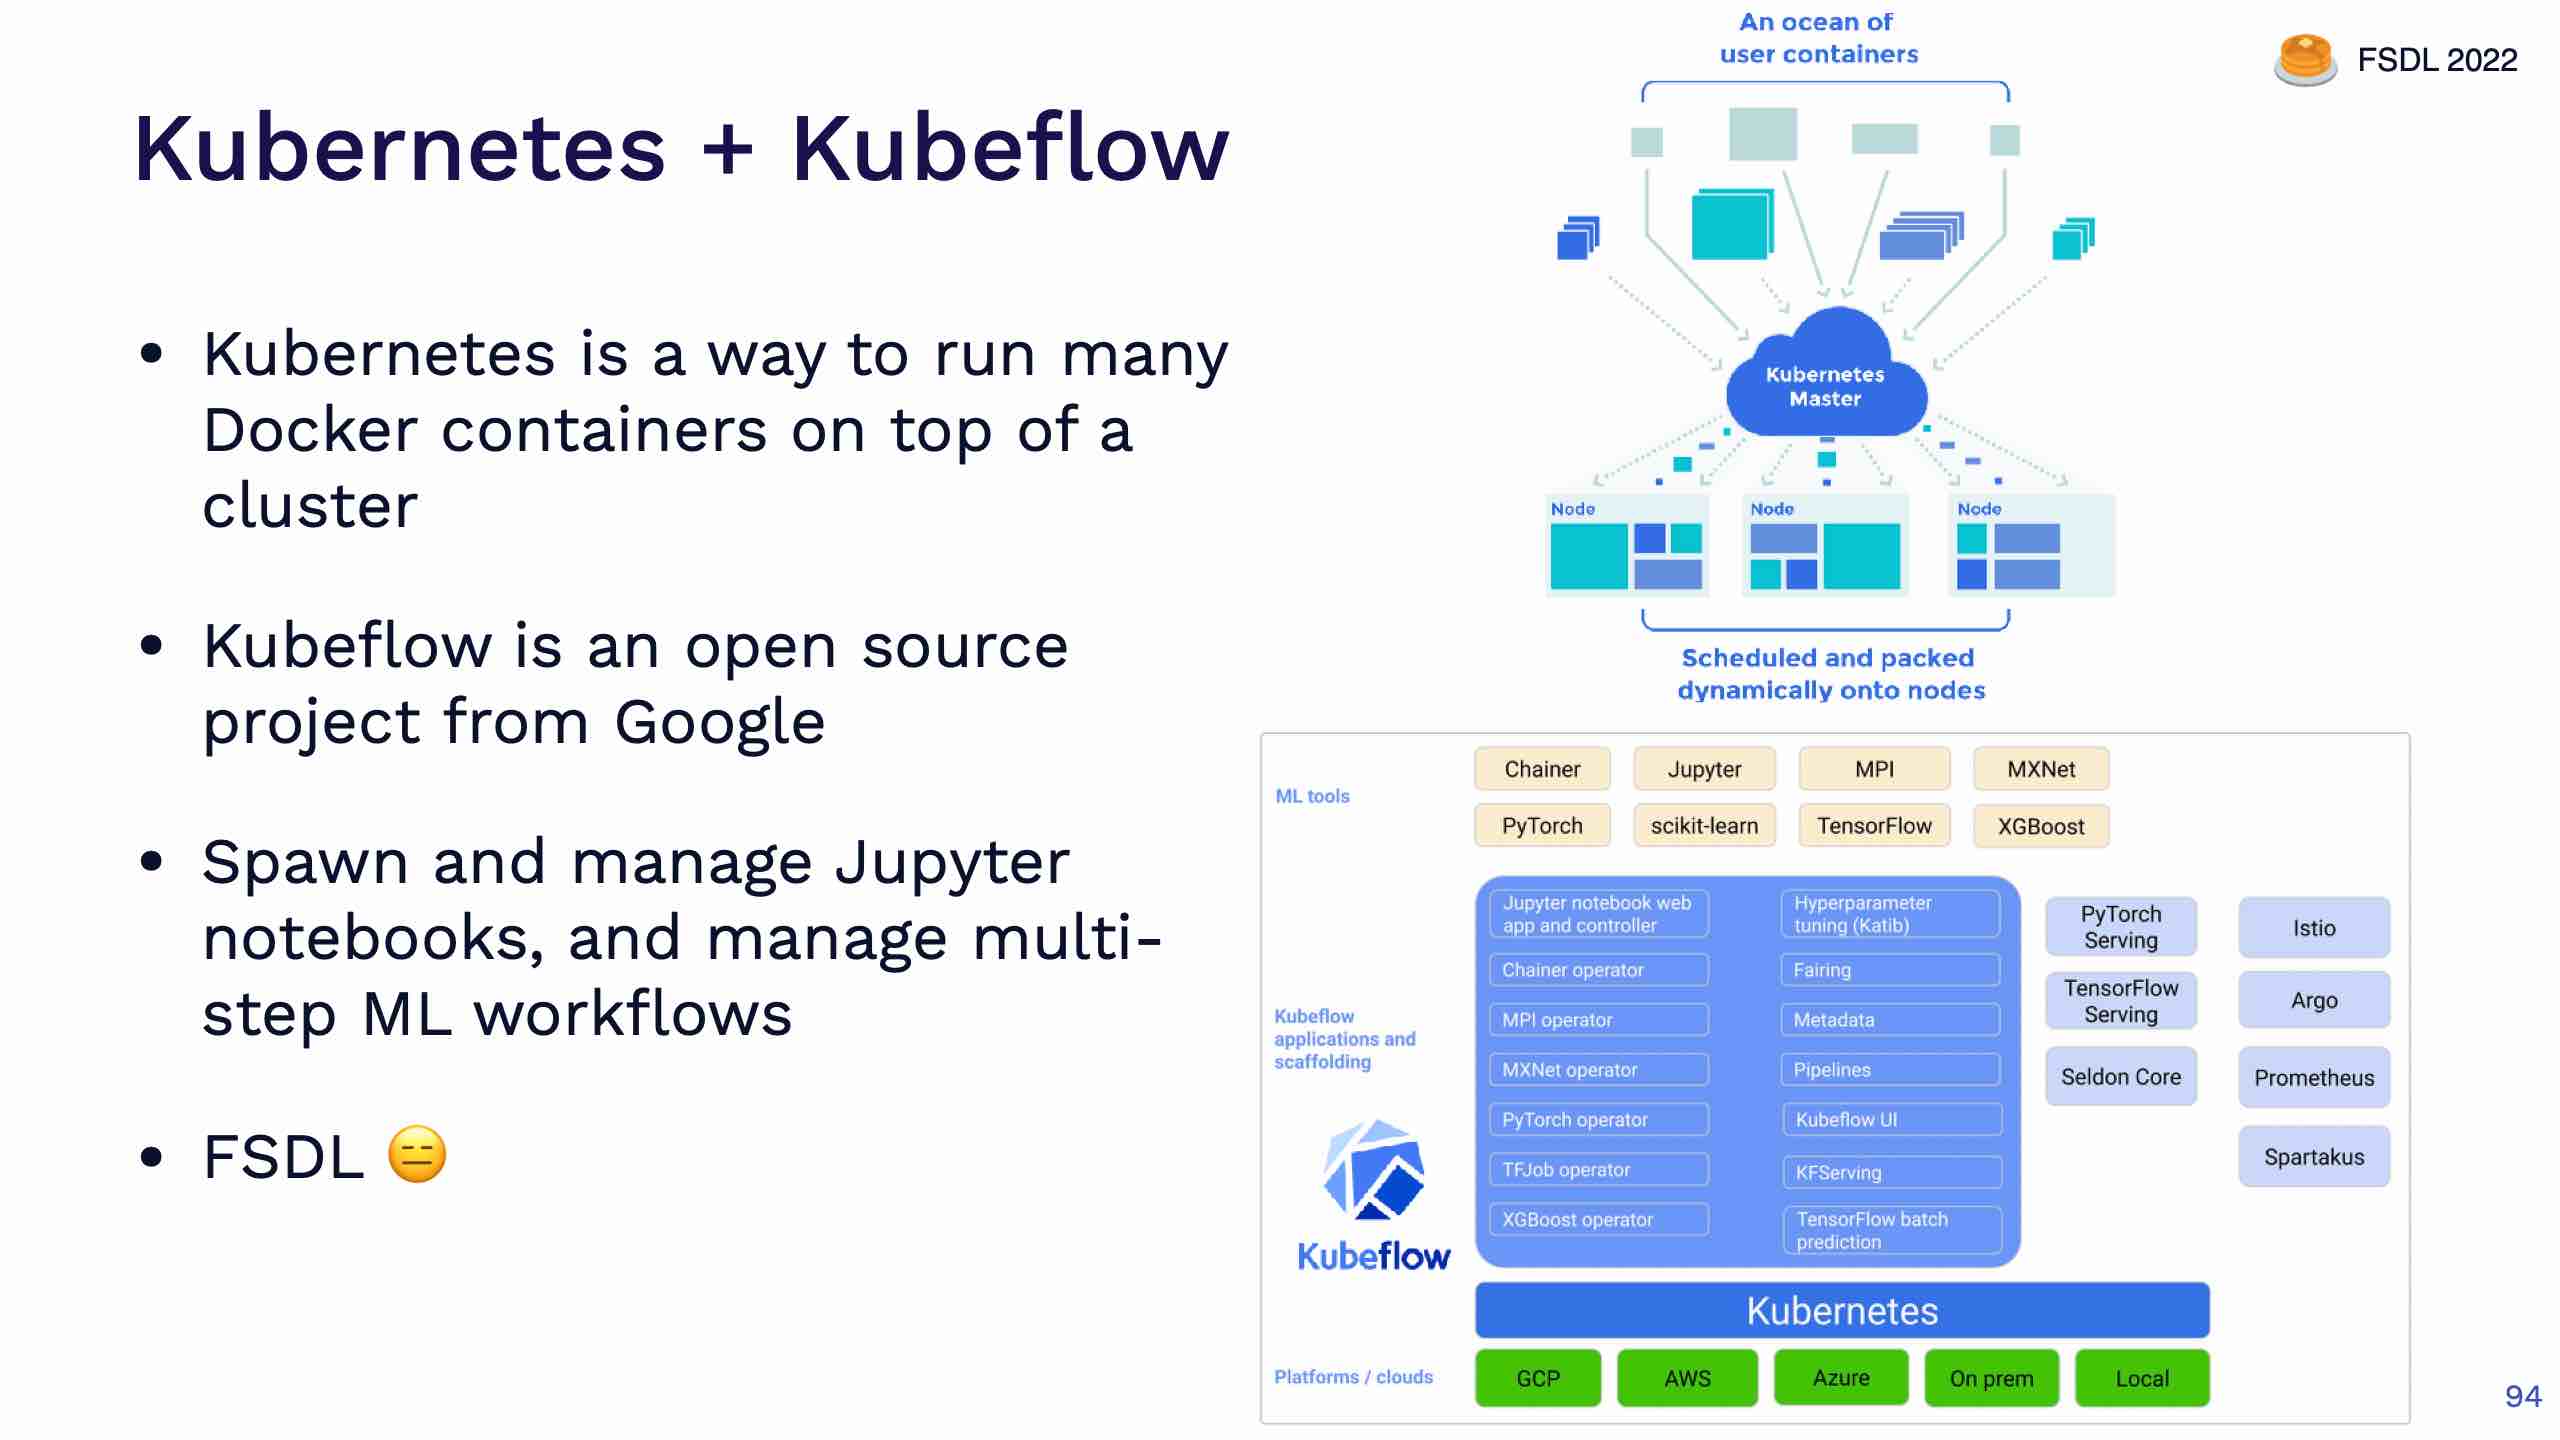 FSDL 2022
Kubernetes + Kubeflow
• Kubernetes is a way to run many
Docker containers on top of a
cluster
• Kubeflow is an open source
project from Google
• Spawn and manage Jupyter
notebooks, and manage multi-
step ML workflows
• FSDL 😑
An ocean of
user containers
Kubernetes
Master
Node Node Node
Scheduled and packed
dynamically onto nodes
ML tools
Chainer Jupyter MPI MXNet
PyTorch scikit-learn TensorFlow XGBoost
Kubeflow
applications and
scaffolding
Kubeflow
Jupyter notebook web
app and controller
Chainer operator
MPI operator
MXNet operator
PyTorch operator
TFJob operator
XGBoost operator
Hyperparameter
tuning (Katib)
Fairing
Metadata
Pipelines
Kubeflow UI
KFServing
TensorFlow batch
prediction
PyTorch
Serving
TensorFlow
Serving
Seldon Core
Istio
Argo
Prometheus
Spartakus
Kubernetes
Platforms / clouds
GCP AWS Azure On prem Local
94